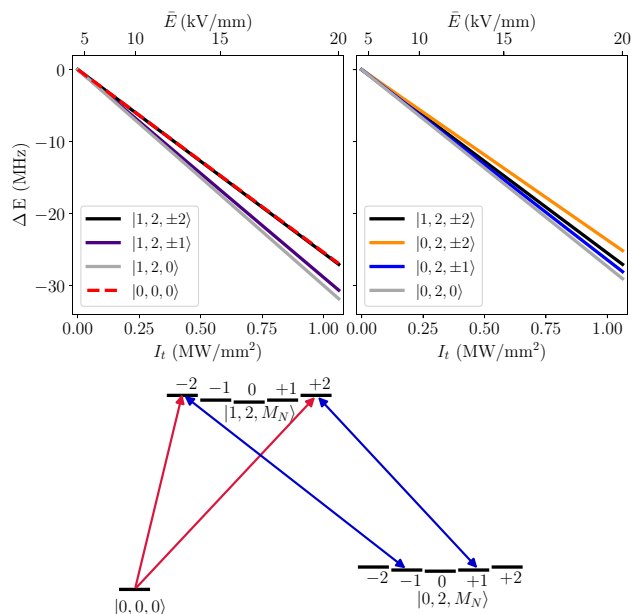 Ē (kV/mm)
Ē (kV/mm)
5 10 15 20
5 10 15 20
0
−10
−20
−30
Δ E (MHz)
|1, 2, ±2⟩
|1, 2, ±1⟩
|1, 2, 0⟩
|0, 0, 0⟩
|1, 2, ±2⟩
|0, 2, ±2⟩
|0, 2, ±1⟩
|0, 2, 0⟩
0.00 0.25 0.50 0.75 1.00
0.00 0.25 0.50 0.75 1.00
I_t (MW/mm²)
I_t (MW/mm²)
−2 −1 0 +1 +2
|1, 2, M_N⟩
−2 −1 0 +1 +2
|0, 0, 0⟩
|0, 2, M_N⟩